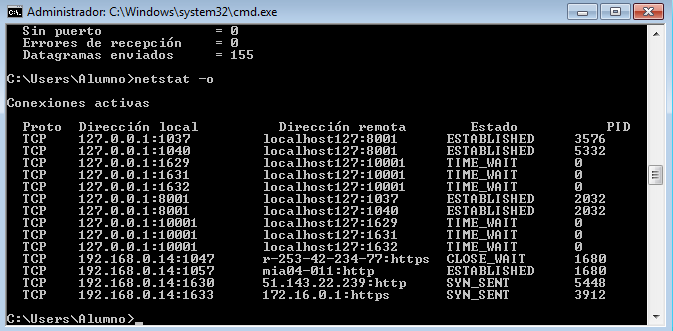 Administrador: C:\Windows\system32\cmd.exe
Sin puerto = 0
Errores de recepción = 0
Datagramas enviados = 155
C:\Users\Alumno>netstat -o
Conexiones activas
Proto Dirección local Dirección remota Estado PID
TCP 127.0.0.1:1037 localhost127:8001 ESTABLISHED 3576
TCP 127.0.0.1:1040 localhost127:8001 ESTABLISHED 5332
TCP 127.0.0.1:1629 localhost127:10001 TIME_WAIT 0
TCP 127.0.0.1:1631 localhost127:10001 TIME_WAIT 0
TCP 127.0.0.1:1632 localhost127:10001 TIME_WAIT 0
TCP 127.0.0.1:8001 localhost127:1037 ESTABLISHED 2032
TCP 127.0.0.1:8001 localhost127:1040 ESTABLISHED 2032
TCP 127.0.0.1:10001 localhost127:1629 TIME_WAIT 0
TCP 127.0.0.1:10001 localhost127:1631 TIME_WAIT 0
TCP 127.0.0.1:10001 localhost127:1632 TIME_WAIT 0
TCP 192.168.0.14:1047 r-253-42-234-77:https CLOSE_WAIT 1680
TCP 192.168.0.14:1057 mia04-011:http ESTABLISHED 1680
TCP 192.168.0.14:1630 51.143.22.239:http SYN_SENT 5448
TCP 192.168.0.14:1633 172.16.0.1:https SYN_SENT 3912
C:\Users\Alumno>_